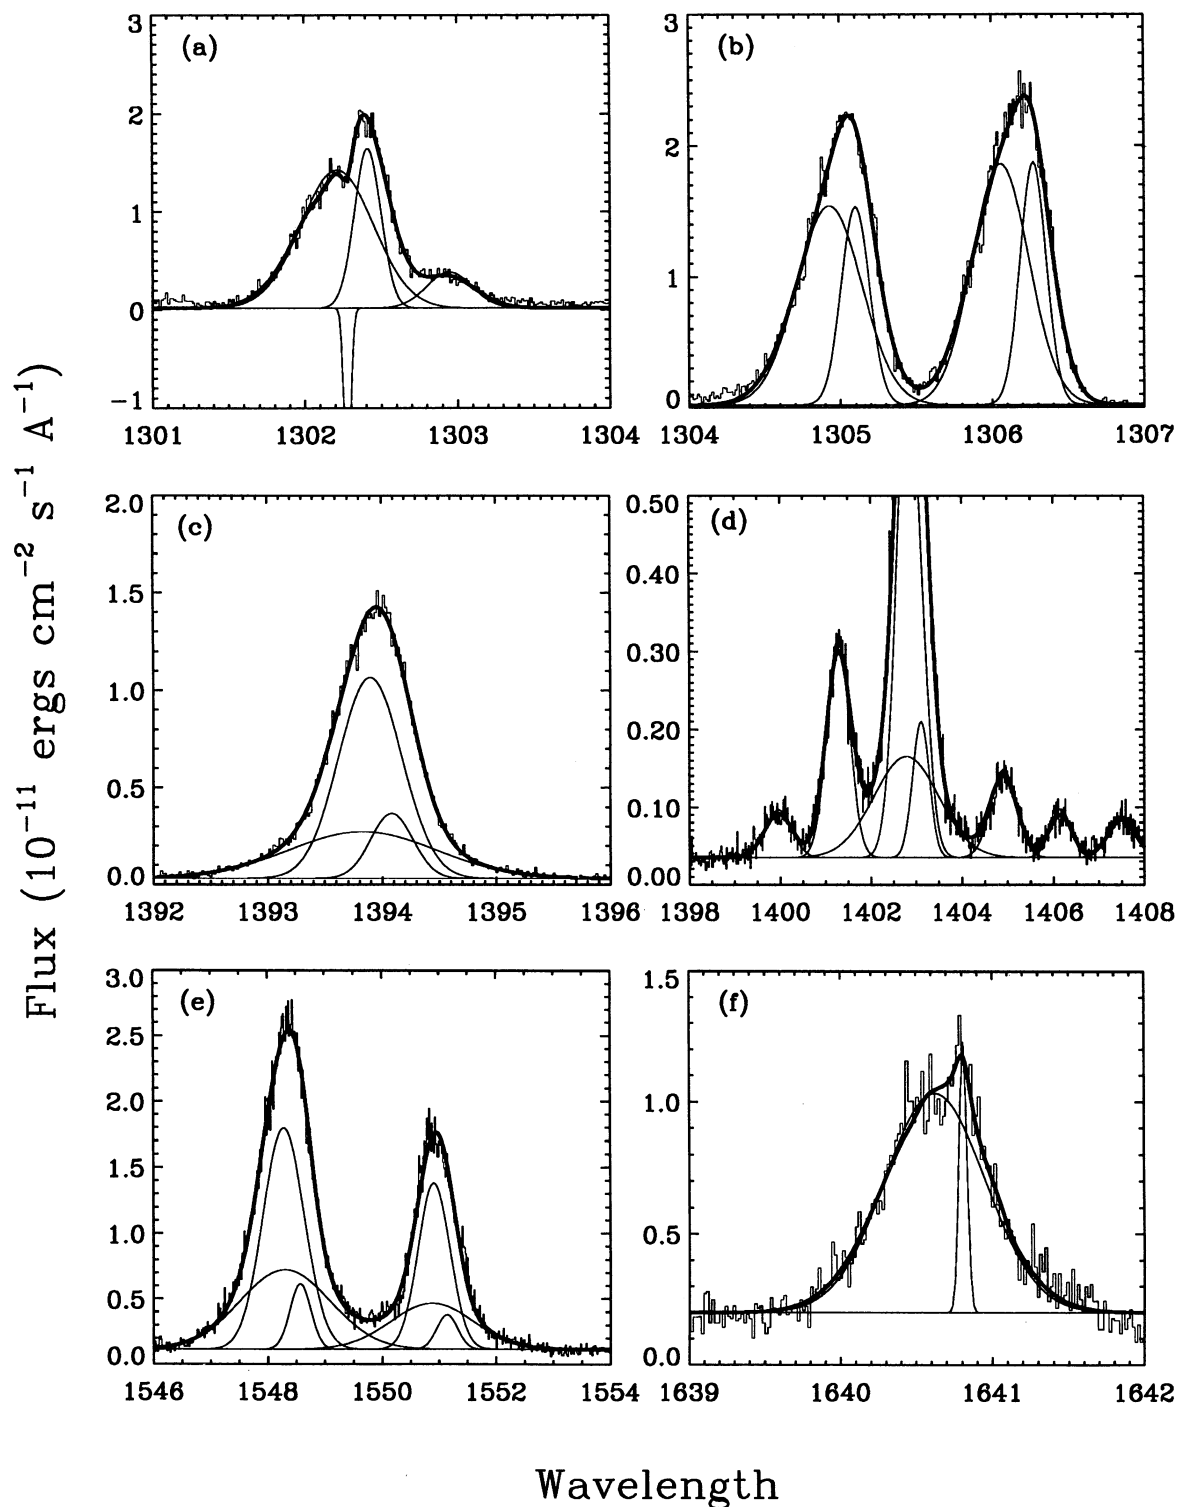 Flux (10−11 ergs cm−2 s−1 A−1)
(a)
3
2
1
0
−1
1301 1302 1303 1304
(b)
3
2
1
0
1304 1305 1306 1307
(c)
2.0
1.5
1.0
0.5
0.0
1392 1393 1394 1395 1396
(d)
0.50
0.40
0.30
0.20
0.10
0.00
1398 1400 1402 1404 1406 1408
(e)
3.0
2.5
2.0
1.5
1.0
0.5
0.0
1546 1548 1550 1552 1554
(f)
1.5
1.0
0.5
0.0
1639 1640 1641 1642
Wavelength